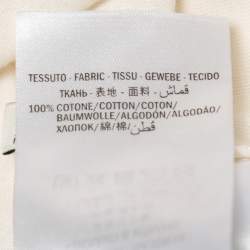 TESSUTO - FABRIC - TISSU - GEWEBE - TECIDO
ТКАНЬ - 表地 - 面料 - قماش
100% COTONE/COTTON/COTON/
BAUMWOLLE/ALGODÓN/ALGODÃO/
ХЛОПОК/綿/棉/قطن